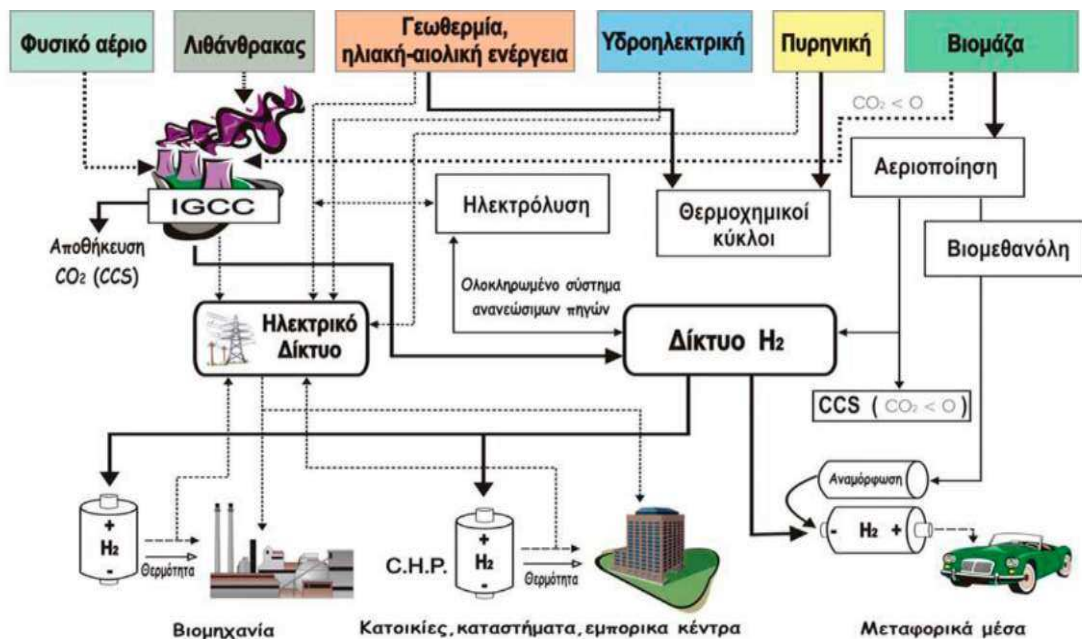 Φυσικό αέριο
Λιθάνθρακας
Γεωθερμία,
ηλιακή-αιολική ενέργεια
Υδροηλεκτρική
Πυρηνική
Βιομάζα
CO₂ < O
Αεριοποίηση
IGCC
Ηλεκτρόλυση
Θερμοχημικοί
κύκλοι
Βιομεθανόλη
Αποθήκευση
CO₂ (CCS)
Ολοκληρωμένο σύστημα
ανανεώσιμων πηγών
Ηλεκτρικό
Δίκτυο
Δίκτυο H₂
CCS ( CO₂ < O )
Αναμόρφωση
+
H₂
-
Θερμότητα
C.H.P.
+
H₂
-
Θερμότητα
- H₂ +
Βιομηχανία
Κατοικίες, καταστήματα, εμπορικα κέντρα
Μεταφορικά μέσα